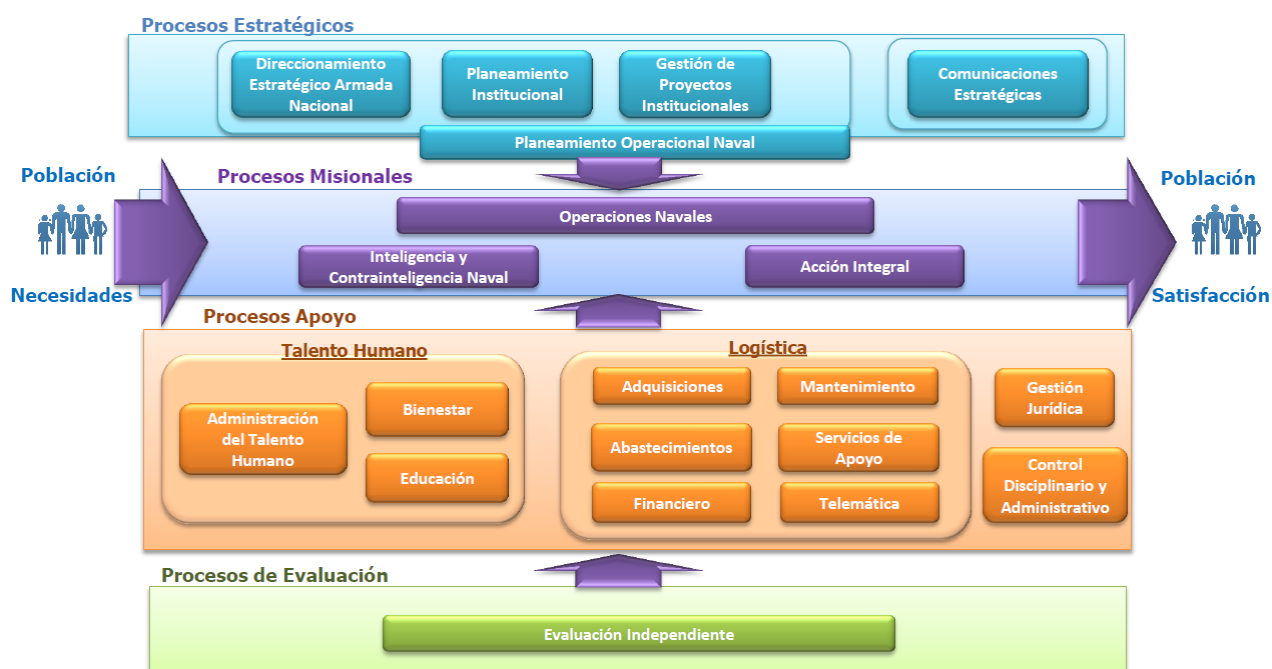 Procesos Estratégicos
Direccionamiento
Estratégico Armada
Nacional
Planeamiento
Institucional
Gestión de
Proyectos
Institucionales
Comunicaciones
Estratégicas
Planeamiento Operacional Naval
Población
Necesidades
Procesos Misionales
Operaciones Navales
Inteligencia y
Contrainteligencia Naval
Acción Integral
Población
Satisfacción
Procesos Apoyo
Talento Humano
Administración
del Talento
Humano
Bienestar
Educación
Logística
Adquisiciones
Mantenimiento
Abastecimientos
Servicios de
Apoyo
Financiero
Telemática
Gestión
Jurídica
Control
Disciplinario y
Administrativo
Procesos de Evaluación
Evaluación Independiente